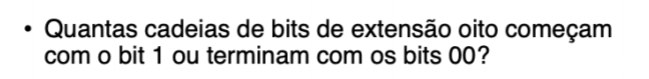 • Quantas cadeias de bits de extensão oito começam
com o bit 1 ou terminam com os bits 00?